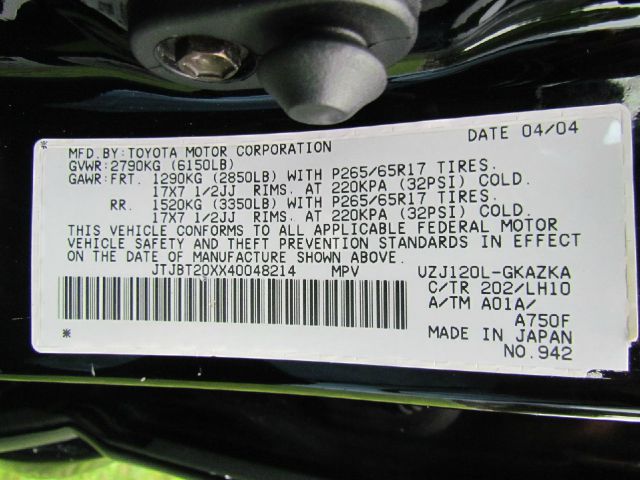 DATE 04/04
MFD.BY:TOYOTA MOTOR CORPORATION
GVWR:2790KG (6150LB)
GAWR:FRT. 1290KG (2850LB) WITH P265/65R17 TIRES.
17X7 1/2JJ RIMS. AT 220KPA (32PSI) COLD.
RR. 1520KG (3350LB) WITH P265/65R17 TIRES.
17X7 1/2JJ RIMS. AT 220KPA (32PSI) COLD.
THIS VEHICLE CONFORMS TO ALL APPLICABLE FEDERAL MOTOR
VEHICLE SAFETY AND THEFT PREVENTION STANDARDS IN EFFECT
ON THE DATE OF MANUFACTURE SHOWN ABOVE.
JTJBT20XX40048214 MPV UZJ120L-GKAZKA
C/TR 202/LH10
A/TM A01A/
A750F
MADE IN JAPAN
NO.942